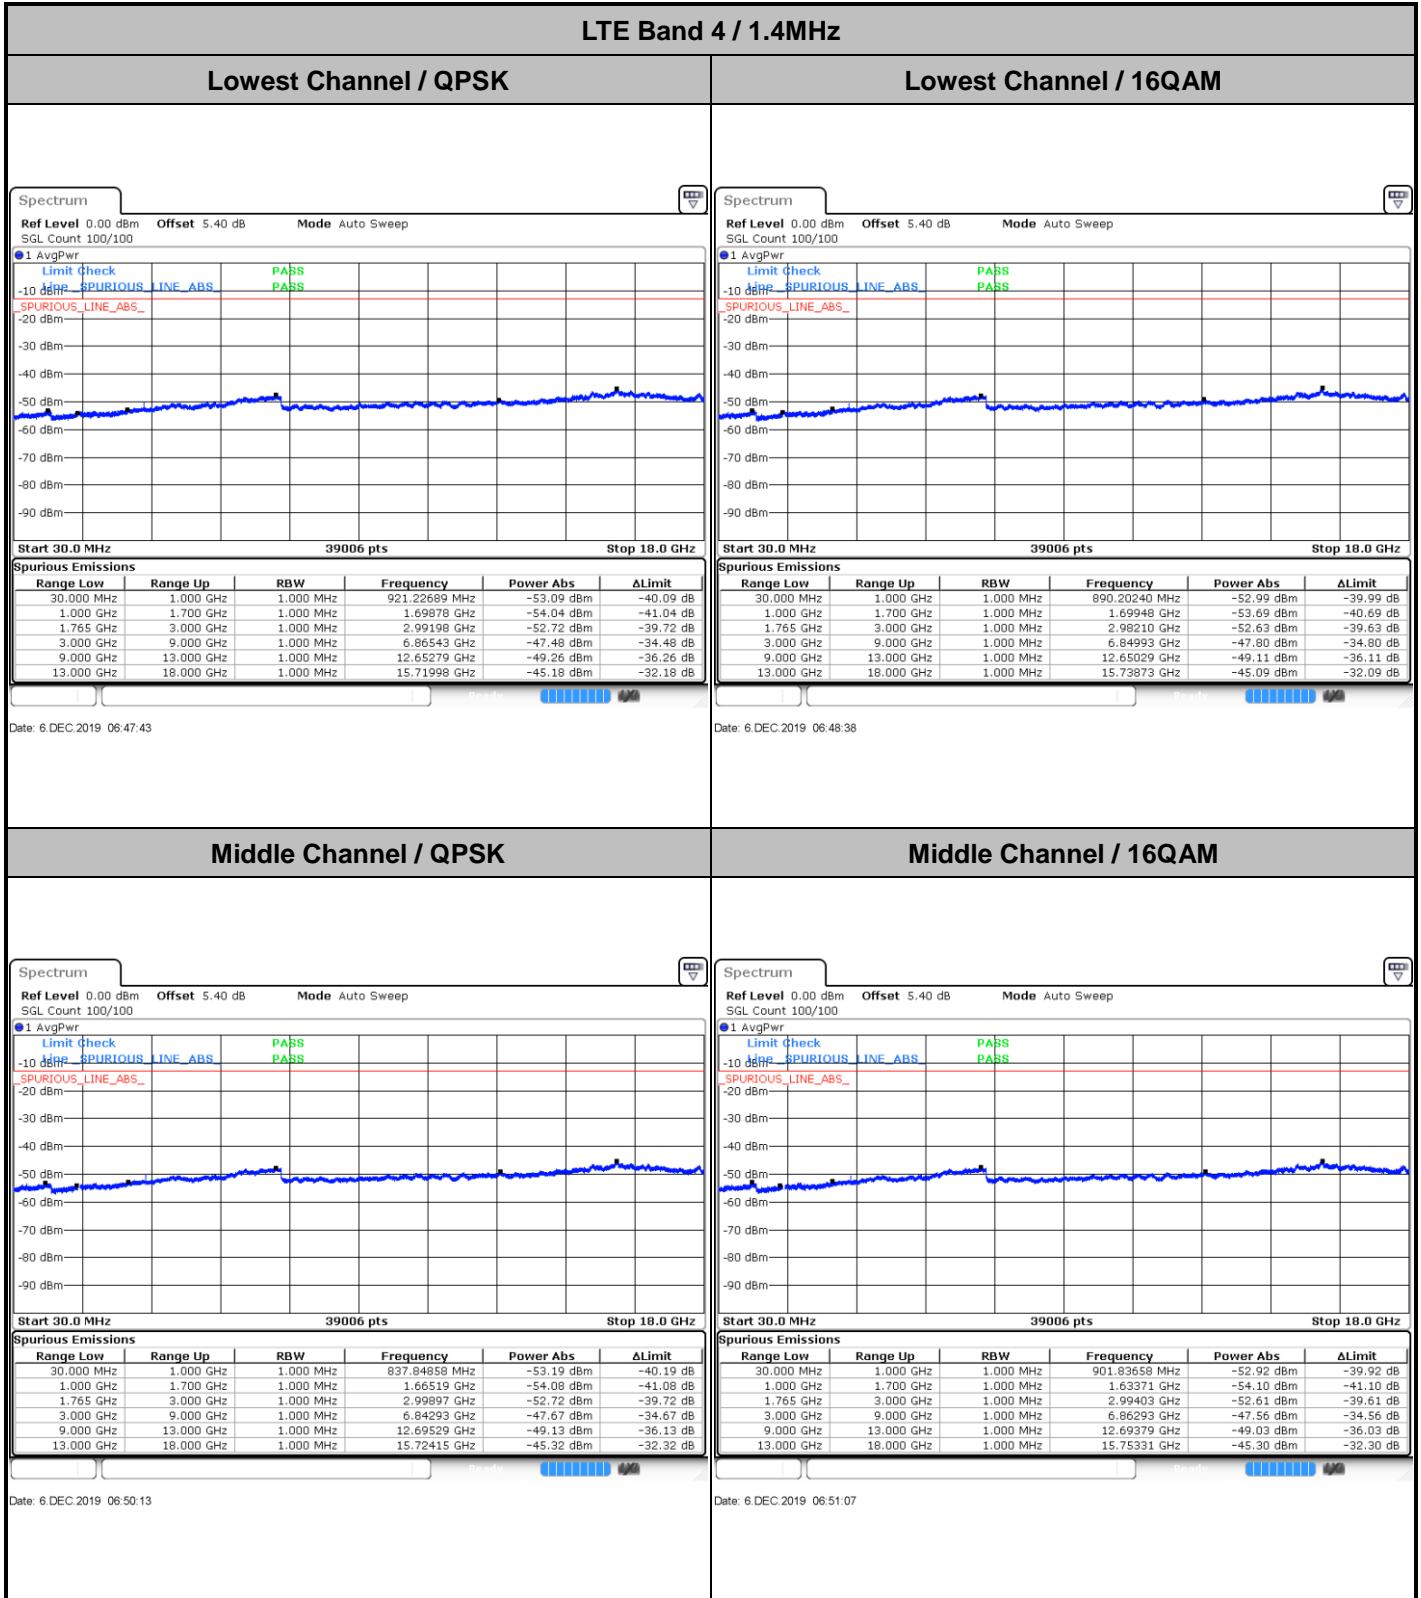 LTE Band 4 / 1.4MHz
Lowest Channel / QPSK
Lowest Channel / 16QAM
Spectrum
Ref Level 0.00 dBm Offset 5.40 dB Mode Auto Sweep
SGL Count 100/100
1 AvgPwr
Limit Check PASS
-10 dBm Line _SPURIOUS_LINE_ABS_ PASS
_SPURIOUS_LINE_ABS_
-20 dBm
-30 dBm
-40 dBm
-50 dBm
-60 dBm
-70 dBm
-80 dBm
-90 dBm
Start 30.0 MHz 39006 pts Stop 18.0 GHz
Spurious Emissions
Range Low Range Up RBW Frequency Power Abs ΔLimit
30.000 MHz 1.000 GHz 1.000 MHz 921.22689 MHz -53.09 dBm -40.09 dB
1.000 GHz 1.700 GHz 1.000 MHz 1.69878 GHz -54.04 dBm -41.04 dB
1.765 GHz 3.000 GHz 1.000 MHz 2.99198 GHz -52.72 dBm -39.72 dB
3.000 GHz 9.000 GHz 1.000 MHz 6.86543 GHz -47.48 dBm -34.48 dB
9.000 GHz 13.000 GHz 1.000 MHz 12.65279 GHz -49.26 dBm -36.26 dB
13.000 GHz 18.000 GHz 1.000 MHz 15.71998 GHz -45.18 dBm -32.18 dB
Ready
Date: 6.DEC.2019 06:47:43
Spectrum
Ref Level 0.00 dBm Offset 5.40 dB Mode Auto Sweep
SGL Count 100/100
1 AvgPwr
Limit Check PASS
-10 dBm Line _SPURIOUS_LINE_ABS_ PASS
_SPURIOUS_LINE_ABS_
-20 dBm
-30 dBm
-40 dBm
-50 dBm
-60 dBm
-70 dBm
-80 dBm
-90 dBm
Start 30.0 MHz 39006 pts Stop 18.0 GHz
Spurious Emissions
Range Low Range Up RBW Frequency Power Abs ΔLimit
30.000 MHz 1.000 GHz 1.000 MHz 890.20240 MHz -52.99 dBm -39.99 dB
1.000 GHz 1.700 GHz 1.000 MHz 1.69948 GHz -53.69 dBm -40.69 dB
1.765 GHz 3.000 GHz 1.000 MHz 2.98210 GHz -52.63 dBm -39.63 dB
3.000 GHz 9.000 GHz 1.000 MHz 6.84993 GHz -47.80 dBm -34.80 dB
9.000 GHz 13.000 GHz 1.000 MHz 12.65029 GHz -49.11 dBm -36.11 dB
13.000 GHz 18.000 GHz 1.000 MHz 15.73873 GHz -45.09 dBm -32.09 dB
Ready
Date: 6.DEC.2019 06:48:38
Middle Channel / QPSK
Middle Channel / 16QAM
Spectrum
Ref Level 0.00 dBm Offset 5.40 dB Mode Auto Sweep
SGL Count 100/100
1 AvgPwr
Limit Check PASS
-10 dBm Line _SPURIOUS_LINE_ABS_ PASS
_SPURIOUS_LINE_ABS_
-20 dBm
-30 dBm
-40 dBm
-50 dBm
-60 dBm
-70 dBm
-80 dBm
-90 dBm
Start 30.0 MHz 39006 pts Stop 18.0 GHz
Spurious Emissions
Range Low Range Up RBW Frequency Power Abs ΔLimit
30.000 MHz 1.000 GHz 1.000 MHz 837.84858 MHz -53.19 dBm -40.19 dB
1.000 GHz 1.700 GHz 1.000 MHz 1.66519 GHz -54.08 dBm -41.08 dB
1.765 GHz 3.000 GHz 1.000 MHz 2.99897 GHz -52.72 dBm -39.72 dB
3.000 GHz 9.000 GHz 1.000 MHz 6.84293 GHz -47.67 dBm -34.67 dB
9.000 GHz 13.000 GHz 1.000 MHz 12.69529 GHz -49.13 dBm -36.13 dB
13.000 GHz 18.000 GHz 1.000 MHz 15.72415 GHz -45.32 dBm -32.32 dB
Ready
Date: 6.DEC.2019 06:50:13
Spectrum
Ref Level 0.00 dBm Offset 5.40 dB Mode Auto Sweep
SGL Count 100/100
1 AvgPwr
Limit Check PASS
-10 dBm Line _SPURIOUS_LINE_ABS_ PASS
_SPURIOUS_LINE_ABS_
-20 dBm
-30 dBm
-40 dBm
-50 dBm
-60 dBm
-70 dBm
-80 dBm
-90 dBm
Start 30.0 MHz 39006 pts Stop 18.0 GHz
Spurious Emissions
Range Low Range Up RBW Frequency Power Abs ΔLimit
30.000 MHz 1.000 GHz 1.000 MHz 901.83658 MHz -52.92 dBm -39.92 dB
1.000 GHz 1.700 GHz 1.000 MHz 1.63371 GHz -54.10 dBm -41.10 dB
1.765 GHz 3.000 GHz 1.000 MHz 2.99403 GHz -52.61 dBm -39.61 dB
3.000 GHz 9.000 GHz 1.000 MHz 6.86293 GHz -47.56 dBm -34.56 dB
9.000 GHz 13.000 GHz 1.000 MHz 12.69379 GHz -49.03 dBm -36.03 dB
13.000 GHz 18.000 GHz 1.000 MHz 15.75331 GHz -45.30 dBm -32.30 dB
Ready
Date: 6.DEC.2019 06:51:07